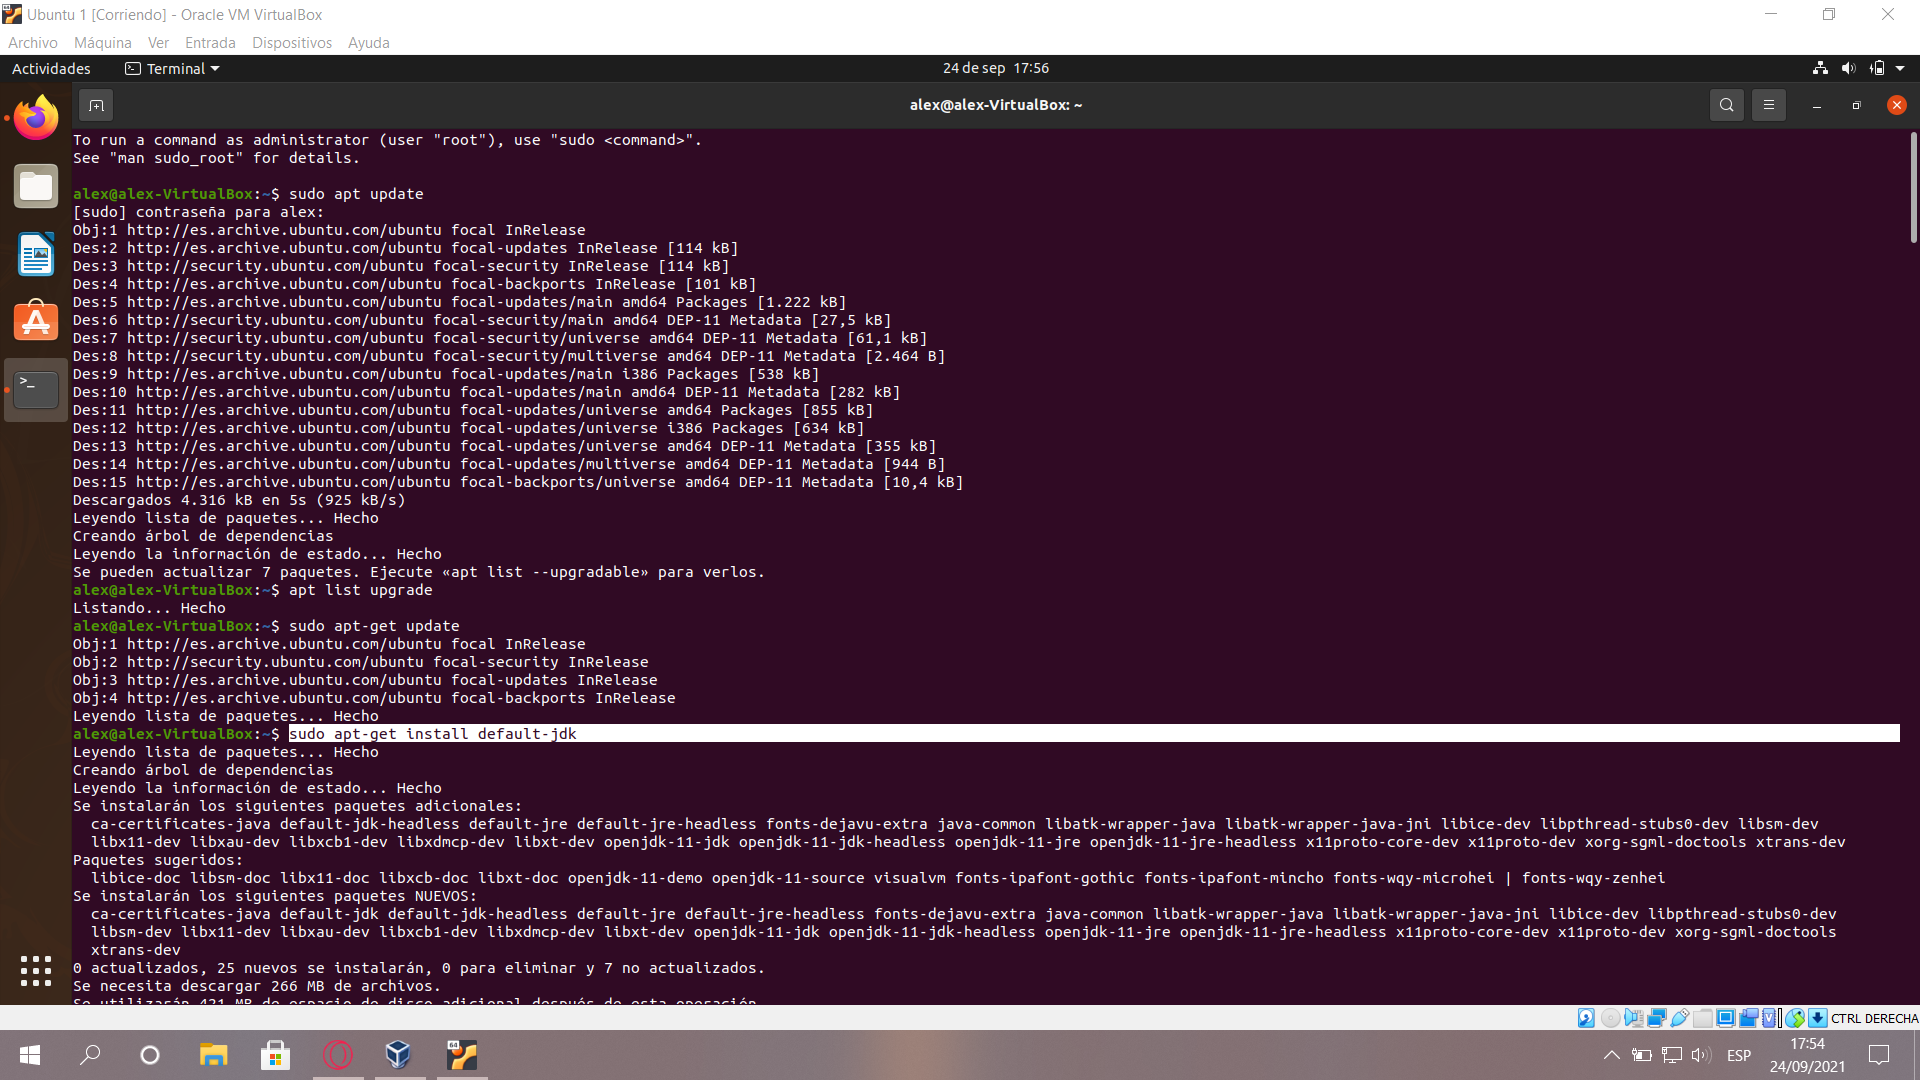 Ubuntu 1 [Corriendo] - Oracle VM VirtualBox
Archivo Máquina Ver Entrada Dispositivos Ayuda
Actividades Terminal 24 de sep 17:56
alex@alex-VirtualBox: ~
To run a command as administrator (user "root"), use "sudo <command>".
See "man sudo_root" for details.
alex@alex-VirtualBox:~$ sudo apt update
[sudo] contraseña para alex:
Obj:1 http://es.archive.ubuntu.com/ubuntu focal InRelease
Des:2 http://es.archive.ubuntu.com/ubuntu focal-updates InRelease [114 kB]
Des:3 http://security.ubuntu.com/ubuntu focal-security InRelease [114 kB]
Des:4 http://es.archive.ubuntu.com/ubuntu focal-backports InRelease [101 kB]
Des:5 http://es.archive.ubuntu.com/ubuntu focal-updates/main amd64 Packages [1.222 kB]
Des:6 http://security.ubuntu.com/ubuntu focal-security/main amd64 DEP-11 Metadata [27,5 kB]
Des:7 http://security.ubuntu.com/ubuntu focal-security/universe amd64 DEP-11 Metadata [61,1 kB]
Des:8 http://security.ubuntu.com/ubuntu focal-security/multiverse amd64 DEP-11 Metadata [2.464 B]
Des:9 http://es.archive.ubuntu.com/ubuntu focal-updates/main i386 Packages [538 kB]
Des:10 http://es.archive.ubuntu.com/ubuntu focal-updates/main amd64 DEP-11 Metadata [282 kB]
Des:11 http://es.archive.ubuntu.com/ubuntu focal-updates/universe amd64 Packages [855 kB]
Des:12 http://es.archive.ubuntu.com/ubuntu focal-updates/universe i386 Packages [634 kB]
Des:13 http://es.archive.ubuntu.com/ubuntu focal-updates/universe amd64 DEP-11 Metadata [355 kB]
Des:14 http://es.archive.ubuntu.com/ubuntu focal-updates/multiverse amd64 DEP-11 Metadata [944 B]
Des:15 http://es.archive.ubuntu.com/ubuntu focal-backports/universe amd64 DEP-11 Metadata [10,4 kB]
Descargados 4.316 kB en 5s (925 kB/s)
Leyendo lista de paquetes... Hecho
Creando árbol de dependencias
Leyendo la información de estado... Hecho
Se pueden actualizar 7 paquetes. Ejecute «apt list --upgradable» para verlos.
alex@alex-VirtualBox:~$ apt list upgrade
Listando... Hecho
alex@alex-VirtualBox:~$ sudo apt-get update
Obj:1 http://es.archive.ubuntu.com/ubuntu focal InRelease
Obj:2 http://security.ubuntu.com/ubuntu focal-security InRelease
Obj:3 http://es.archive.ubuntu.com/ubuntu focal-updates InRelease
Obj:4 http://es.archive.ubuntu.com/ubuntu focal-backports InRelease
Leyendo lista de paquetes... Hecho
alex@alex-VirtualBox:~$ sudo apt-get install default-jdk
Leyendo lista de paquetes... Hecho
Creando árbol de dependencias
Leyendo la información de estado... Hecho
Se instalarán los siguientes paquetes adicionales:
ca-certificates-java default-jdk-headless default-jre default-jre-headless fonts-dejavu-extra java-common libatk-wrapper-java libatk-wrapper-java-jni libice-dev libpthread-stubs0-dev libsm-dev
libx11-dev libxau-dev libxcb1-dev libxdmcp-dev libxt-dev openjdk-11-jdk openjdk-11-jdk-headless openjdk-11-jre openjdk-11-jre-headless x11proto-core-dev x11proto-dev xorg-sgml-doctools xtrans-dev
Paquetes sugeridos:
libice-doc libsm-doc libx11-doc libxcb-doc libxt-doc openjdk-11-demo openjdk-11-source visualvm fonts-ipafont-gothic fonts-ipafont-mincho fonts-wqy-microhei | fonts-wqy-zenhei
Se instalarán los siguientes paquetes NUEVOS:
ca-certificates-java default-jdk default-jdk-headless default-jre default-jre-headless fonts-dejavu-extra java-common libatk-wrapper-java libatk-wrapper-java-jni libice-dev libpthread-stubs0-dev
libsm-dev libx11-dev libxau-dev libxcb1-dev libxdmcp-dev libxt-dev openjdk-11-jdk openjdk-11-jdk-headless openjdk-11-jre openjdk-11-jre-headless x11proto-core-dev x11proto-dev xorg-sgml-doctools
xtrans-dev
0 actualizados, 25 nuevos se instalarán, 0 para eliminar y 7 no actualizados.
Se necesita descargar 266 MB de archivos.
Se utilizarán 421 MB de espacio de disco adicional después de esta operación.
CTRL DERECHA
ESP
17:54
24/09/2021